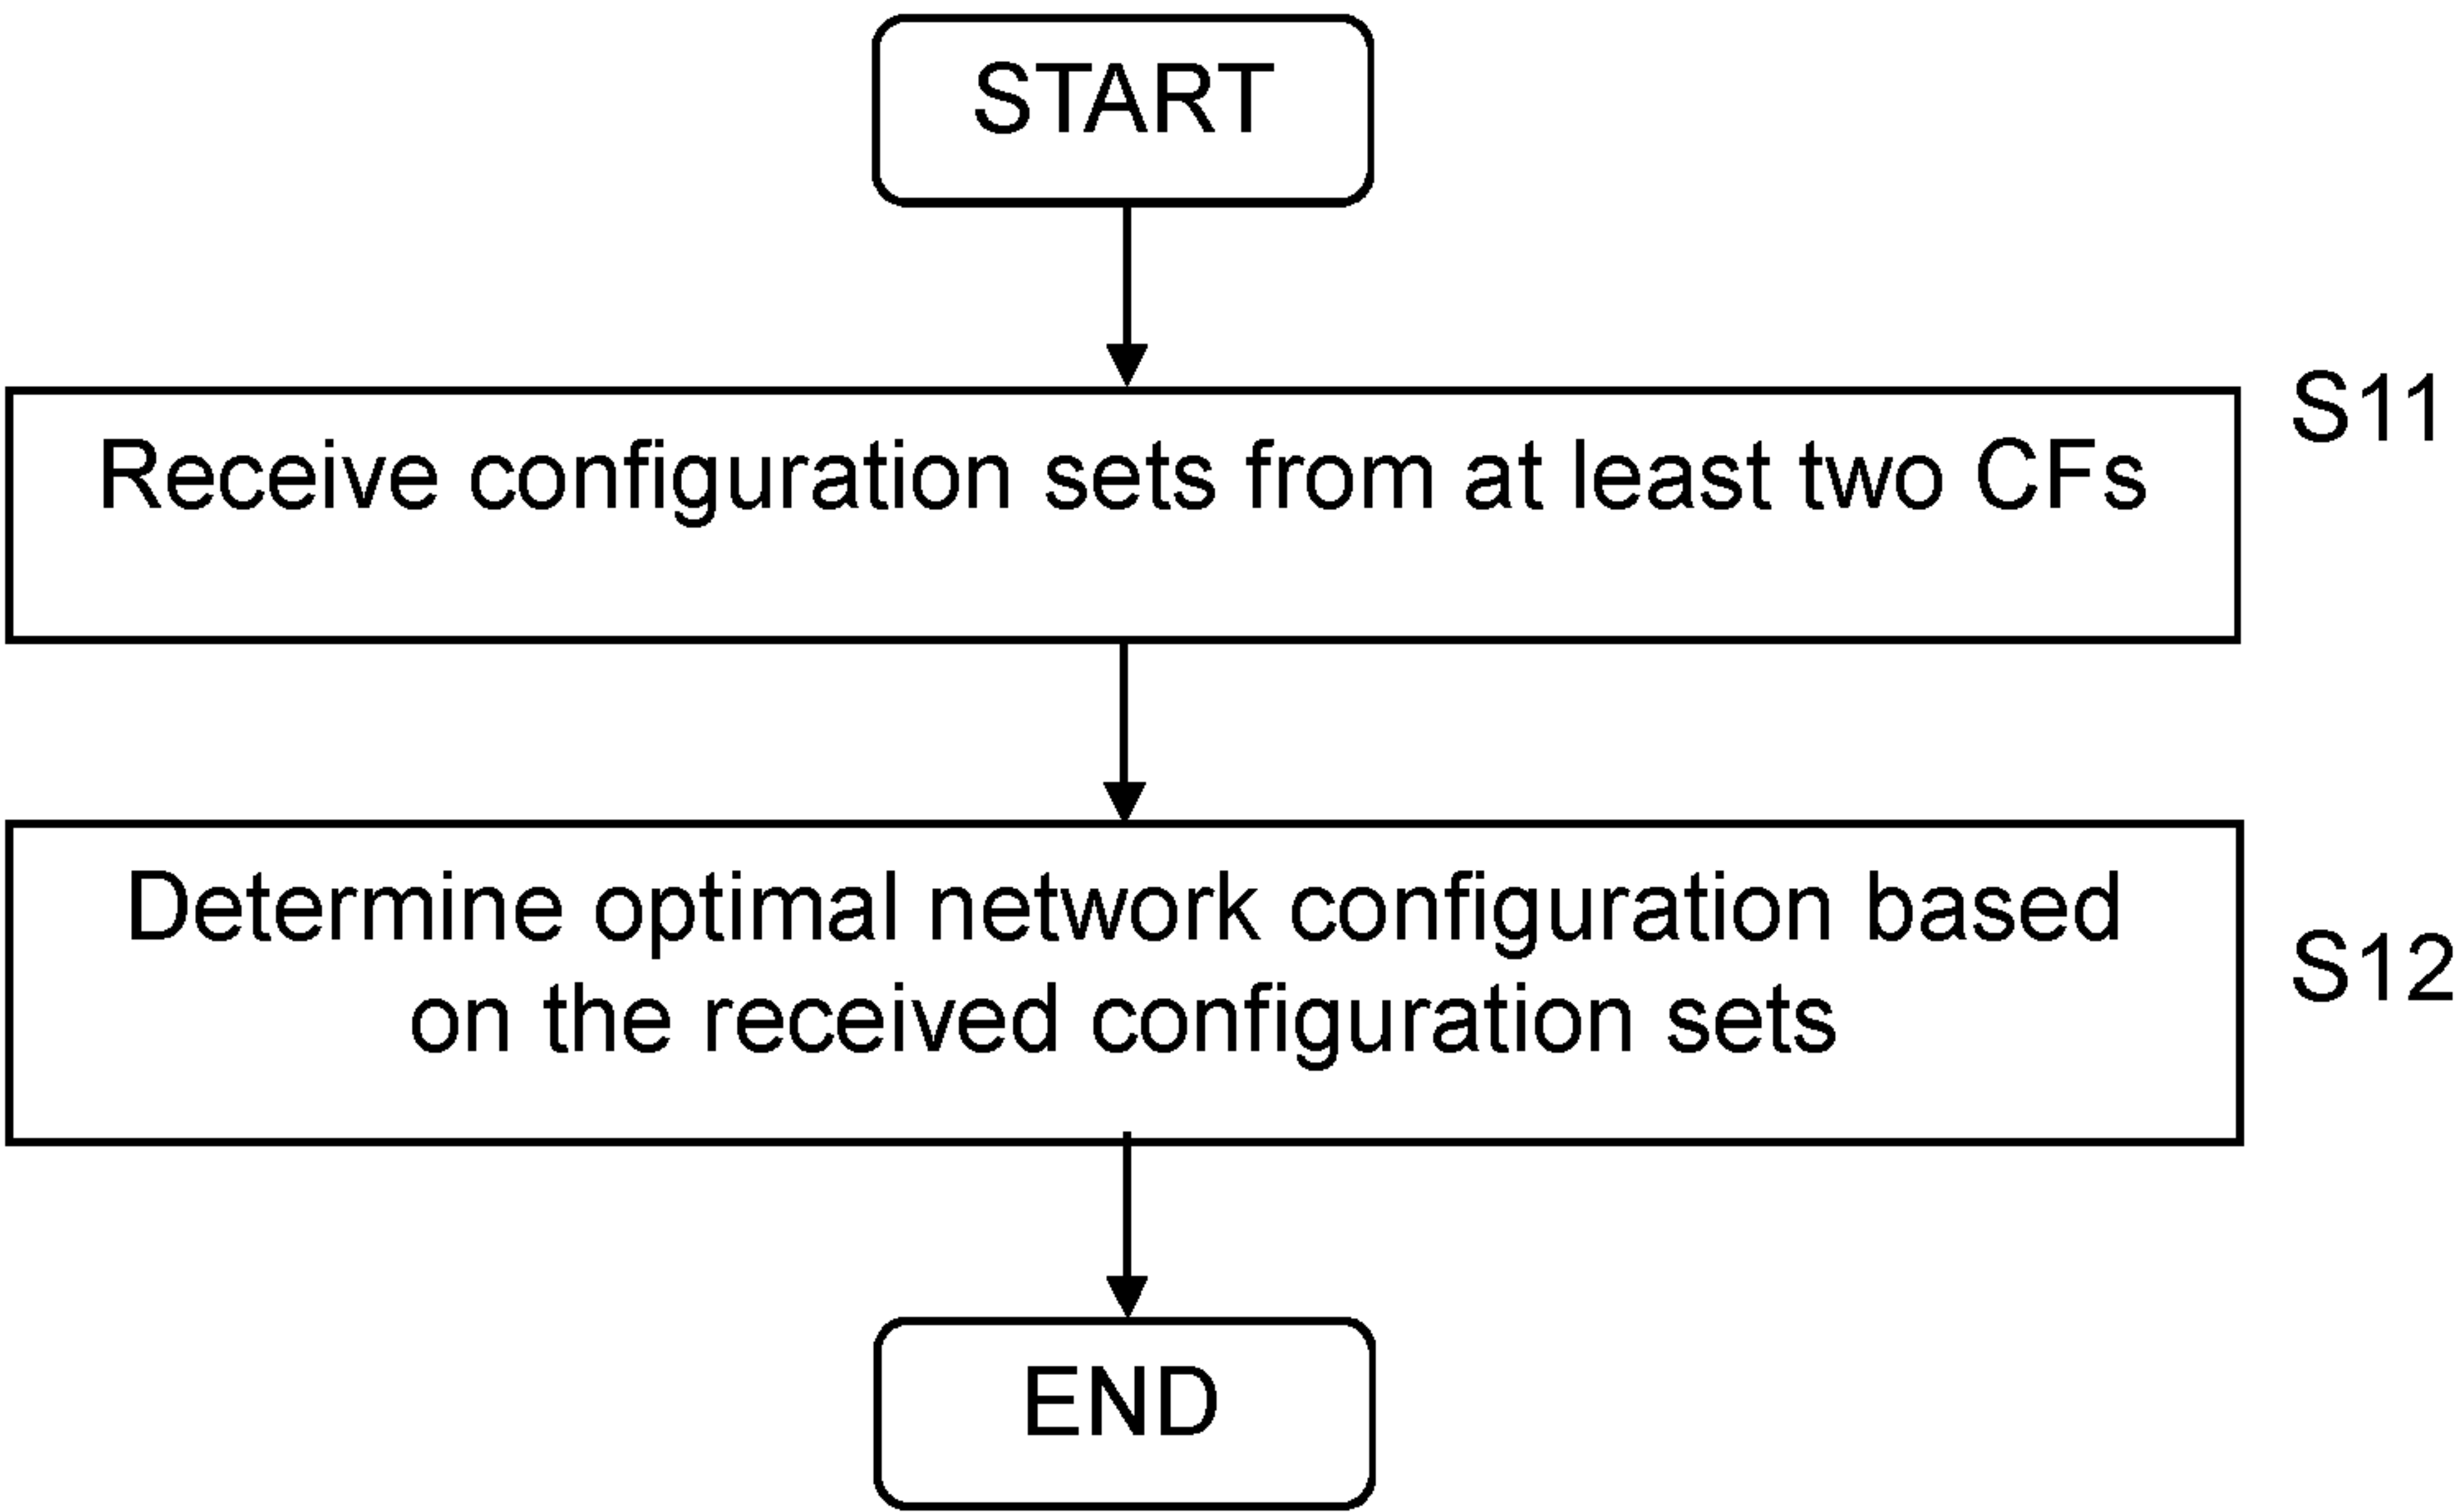 START
S11
Receive configuration sets from at least two CFs
Determine optimal network configuration based
S12
on the received configuration sets
END